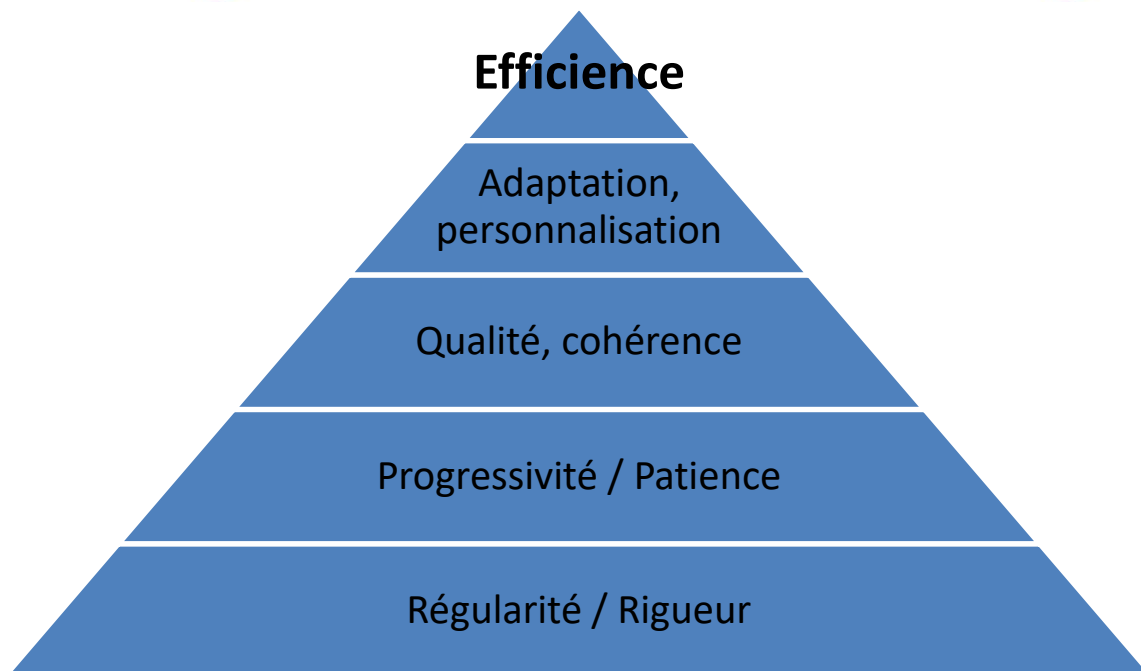 Efficience
Adaptation,
personnalisation
Qualité, cohérence
Progressivité / Patience
Régularité / Rigueur